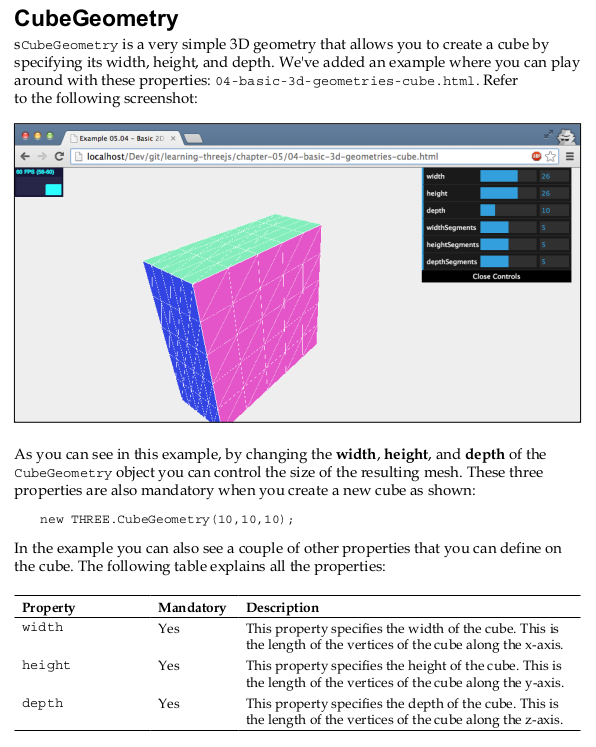 CubeGeometry
sCubeGeometry is a very simple 3D geometry that allows you to create a cube by
specifying its width, height, and depth. We've added an example where you can play
around with these properties: 04-basic-3d-geometries-cube.html. Refer
to the following screenshot:
Example 05.04 - Basic 2D
localhost/Dev/git/learning-threejs/chapter-05/04-basic-3d-geometries-cube.html
ABP
60 FPS (56-60)
width 26
height 26
depth 10
widthSegments 5
heightSegments 5
depthSegments 5
Close Controls
As you can see in this example, by changing the width, height, and depth of the
CubeGeometry object you can control the size of the resulting mesh. These three
properties are also mandatory when you create a new cube as shown:
new THREE.CubeGeometry(10,10,10);
In the example you can also see a couple of other properties that you can define on
the cube. The following table explains all the properties:
Property Mandatory Description
width Yes This property specifies the width of the cube. This is
the length of the vertices of the cube along the x-axis.
height Yes This property specifies the height of the cube. This is
the length of the vertices of the cube along the y-axis.
depth Yes This property specifies the depth of the cube. This is
the length of the vertices of the cube along the z-axis.